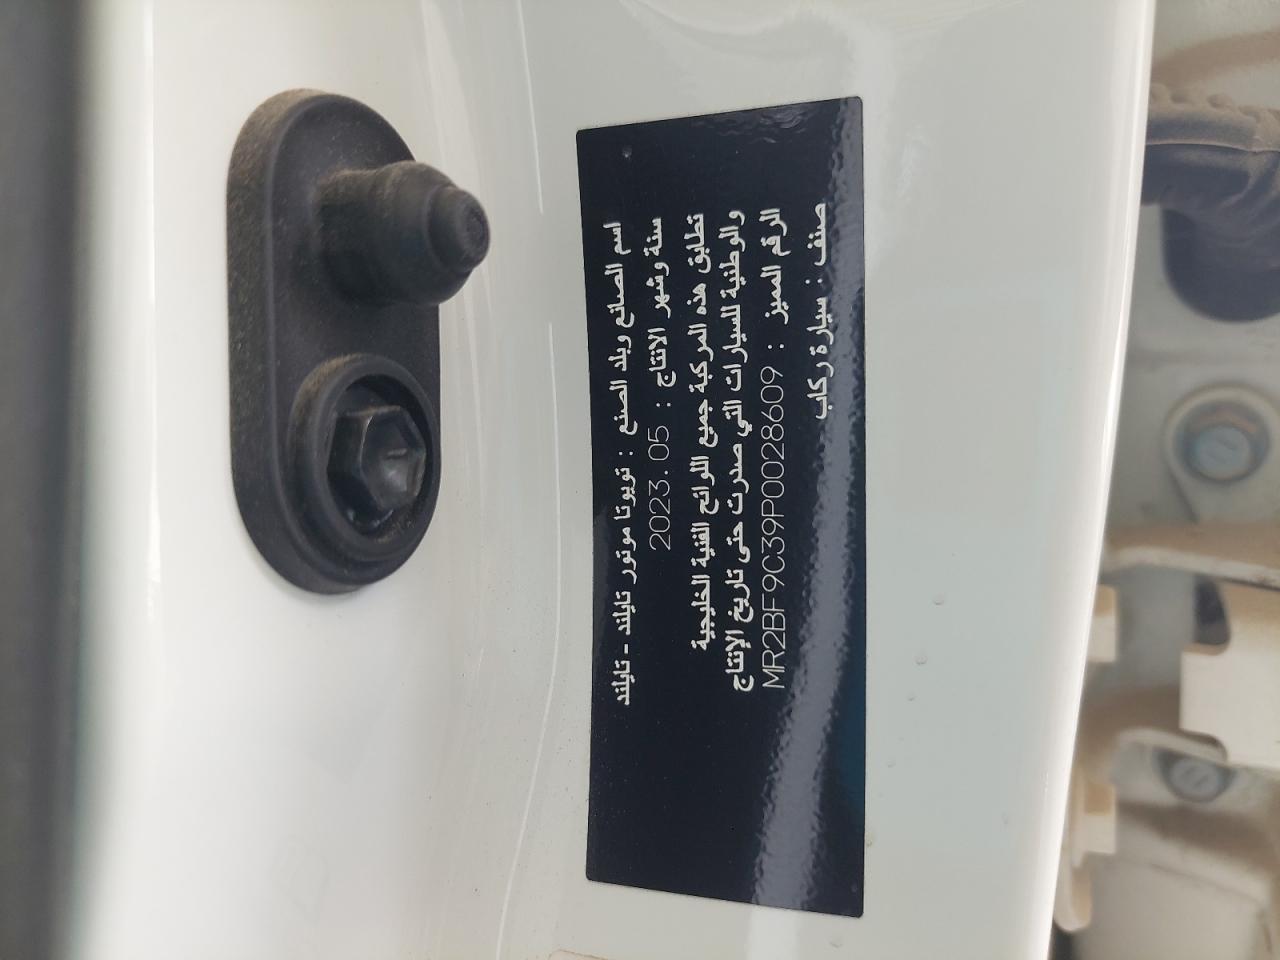 اسم الصانع وبلد الصنع : تويوتا موتور تايلند - تايلند
سنة وشهر الانتاج : 2023.05
تطابق هذه المركبة جميع اللوائح الفنية الخليجية
والوطنية للسيارات التي صدرت حتى تاريخ الإنتاج
الرقم المميز : MR2BF9C39P0028609
صنف : سيارة ركاب